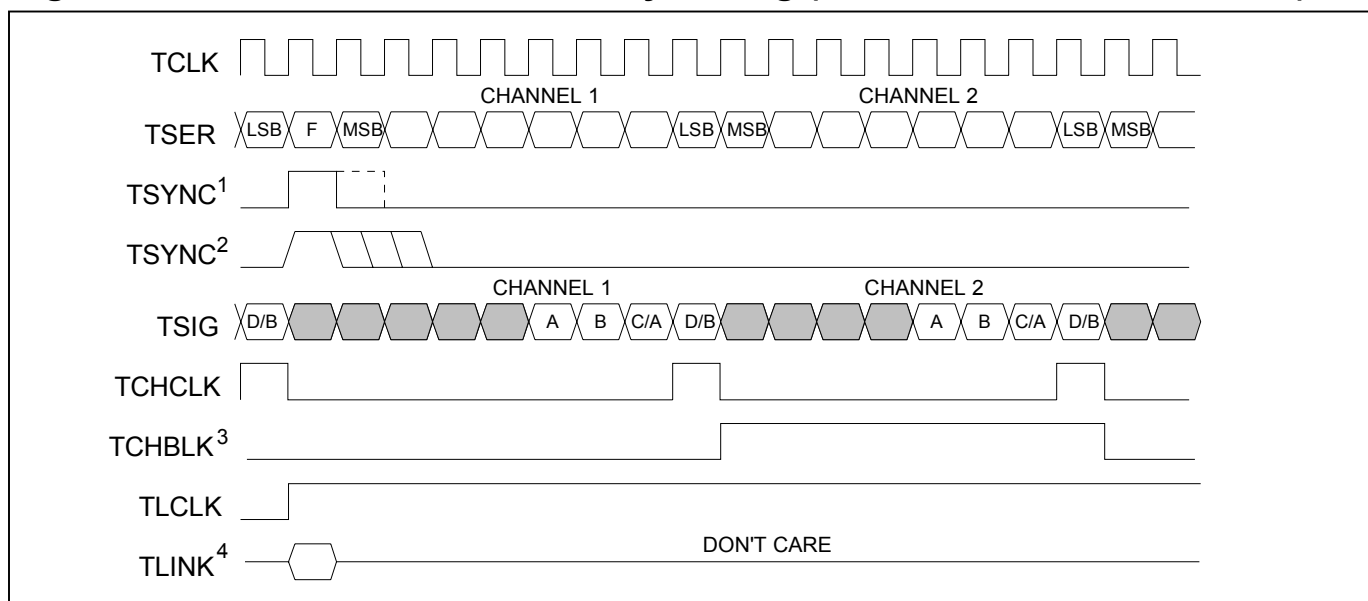 TCLK
CHANNEL 1 CHANNEL 2
TSER LSB F MSB LSB MSB LSB MSB
TSYNC1
TSYNC2
CHANNEL 1 CHANNEL 2
TSIG D/B A B C/A D/B A B C/A D/B
TCHCLK
TCHBLK3
TLCLK
DON'T CARE
TLINK4